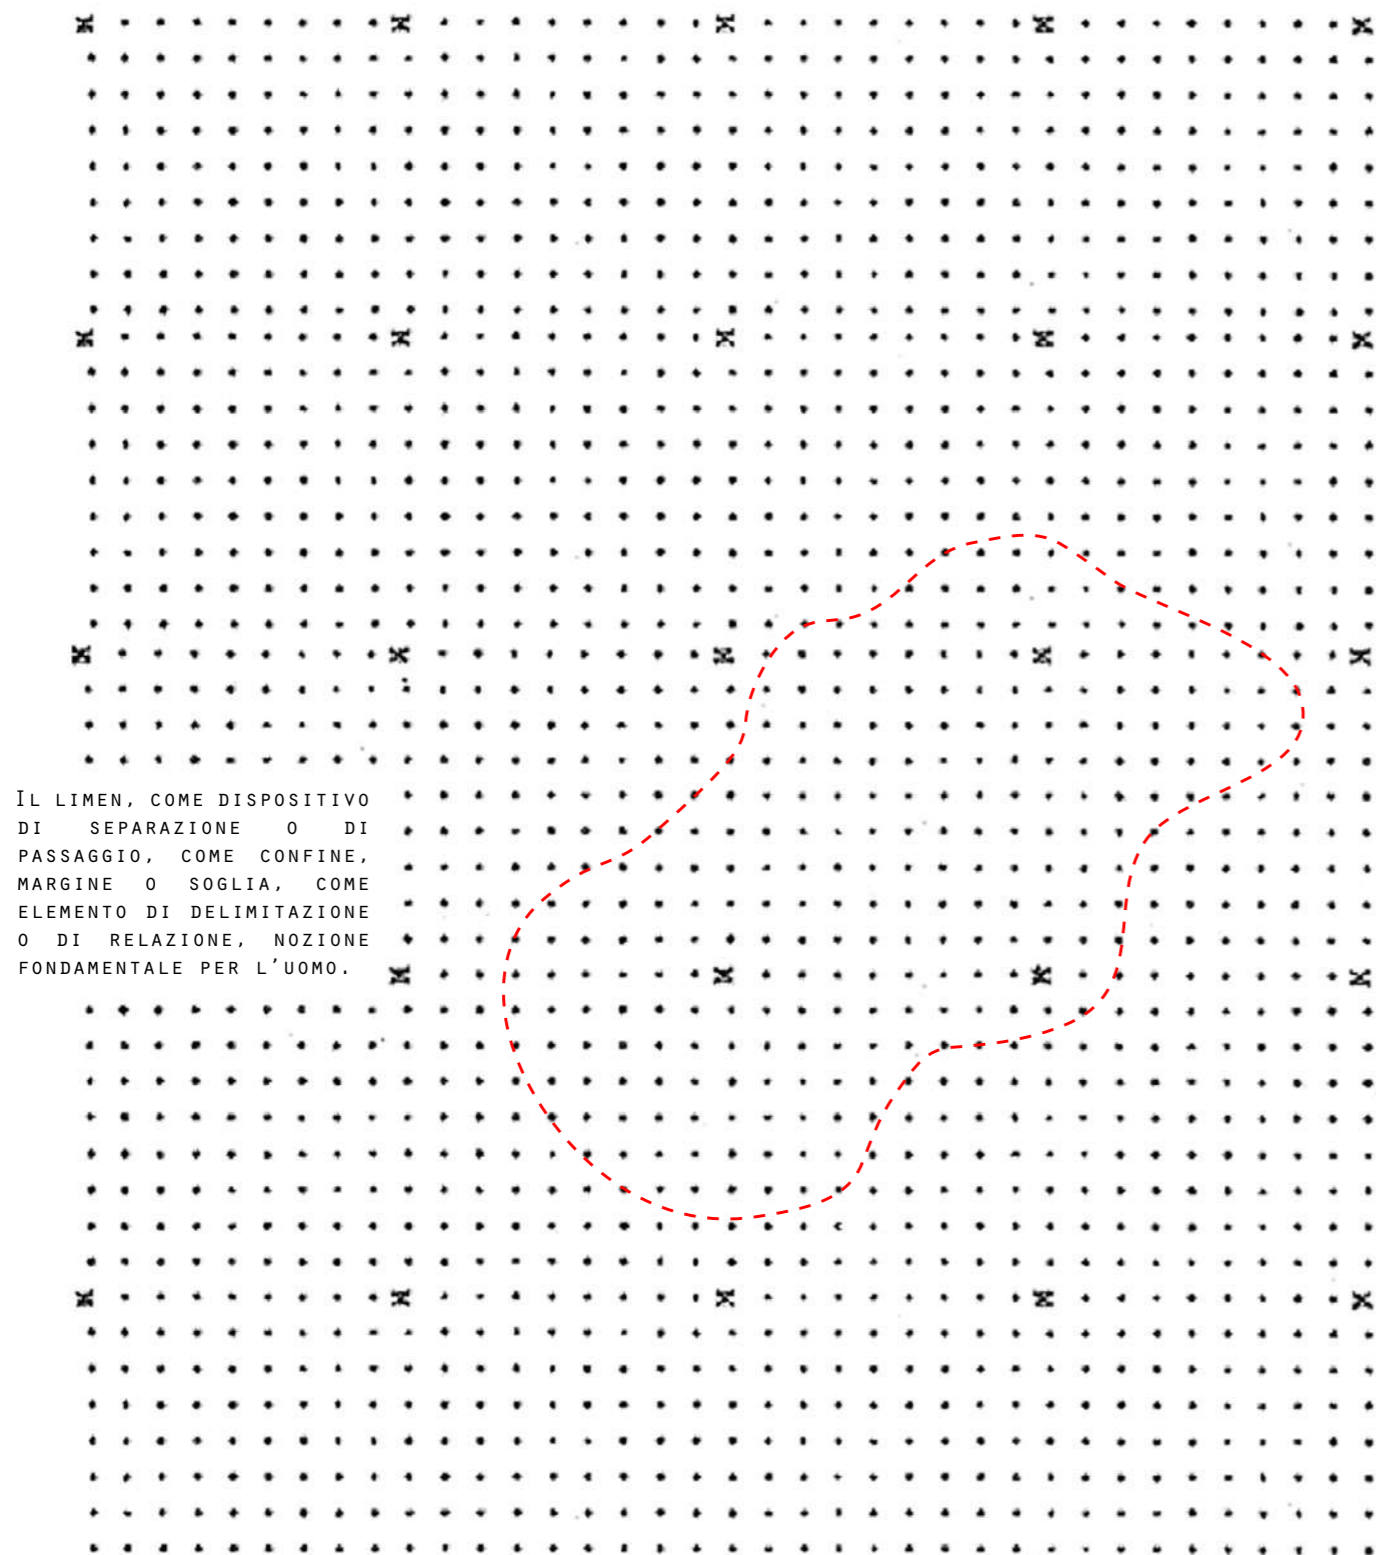 IL LIMEN, COME DISPOSITIVO
DI SEPARAZIONE O DI
PASSAGGIO, COME CONFINE,
MARGINE O SOGLIA, COME
ELEMENTO DI DELIMITAZIONE
O DI RELAZIONE, NOZIONE
FONDAMENTALE PER L'UOMO.